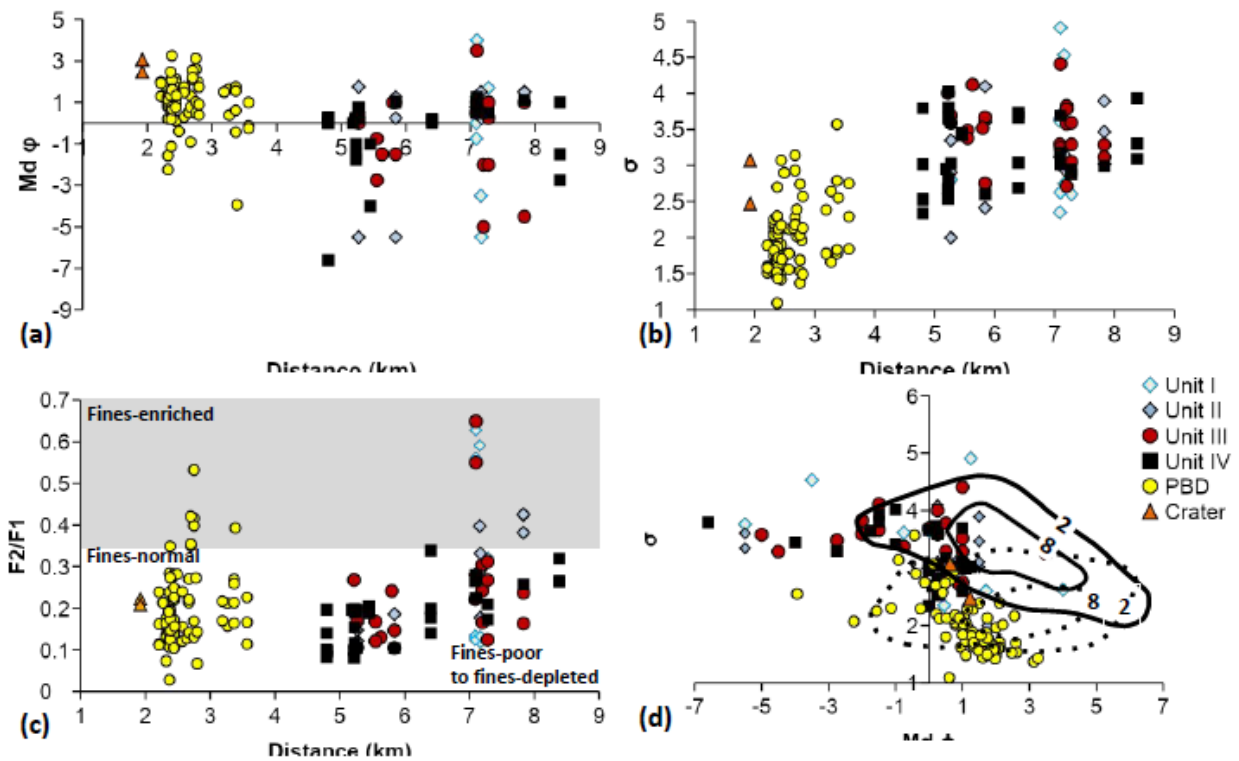 5
3
1
-1
-3
-5
-7
-9
2 3 4 5 6 7 8 9
Md φ
(a)
Distance (km)
5
4.5
4
3.5
3
2.5
2
1.5
1
1 2 3 4 5 6 7 8 9
σ
(b)
Distance (km)
0.7
0.6
0.5
0.4
0.3
0.2
0.1
0
Fines-enriched
Fines-normal
Fines-poor
to fines-depleted
F2/F1
1 2 3 4 5 6 7 8 9
(c)
Distance (km)
6
5
4
2
1
σ
2
8
8 2
-7 -5 -3 -1 1 3 5 7
(d)
Unit I
Unit II
Unit III
Unit IV
PBD
Crater